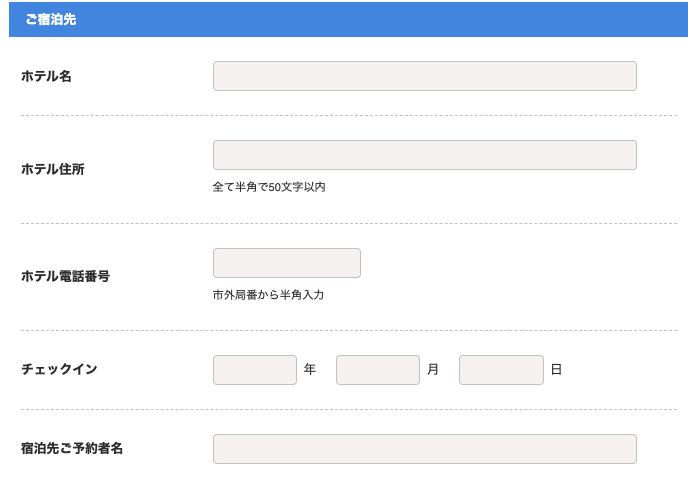 ご宿泊先
ホテル名
ホテル住所
全て半角で50文字以内
ホテル電話番号
市外局番から半角入力
チェックイン 年 月 日
宿泊先ご予約者名